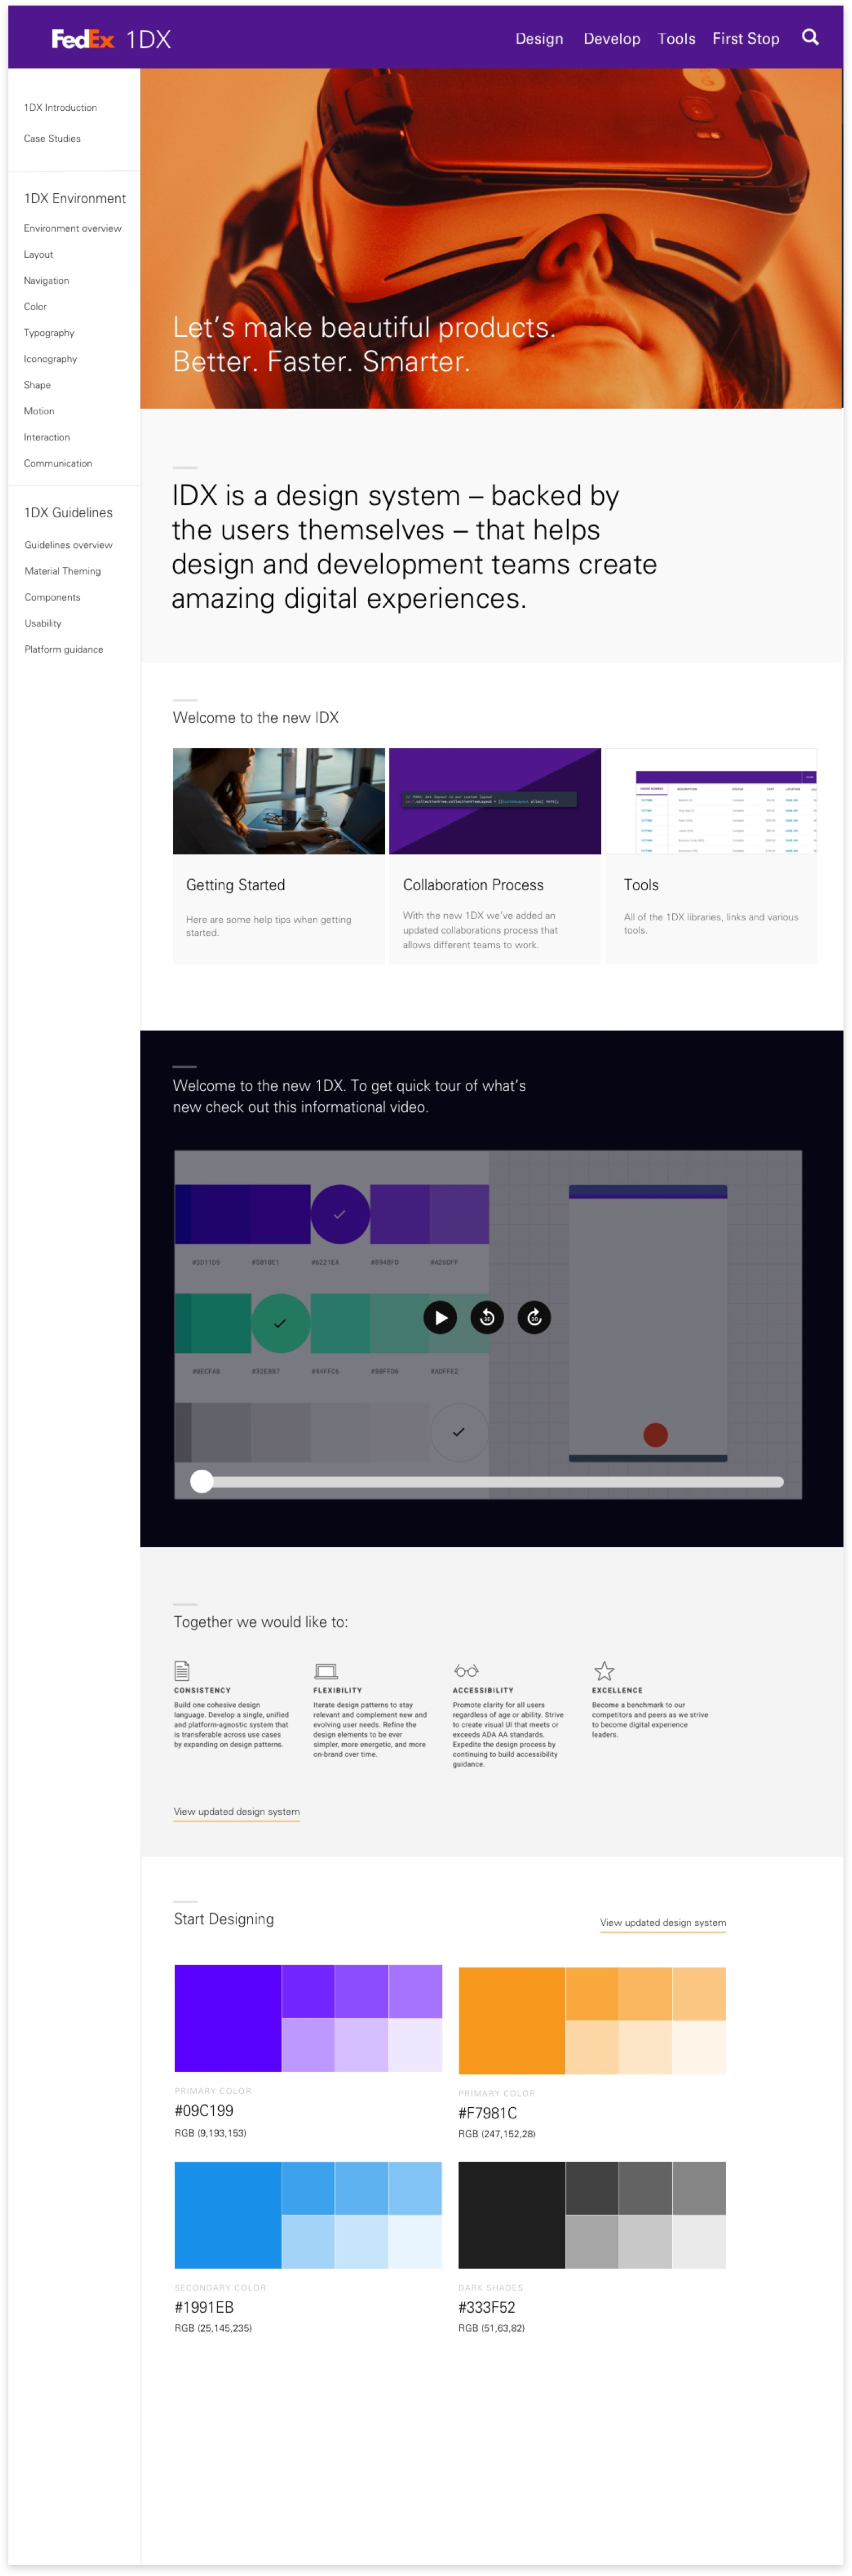 FedEx 1DX
Design Develop Tools First Stop
1DX Introduction
Case Studies
1DX Environment
Environment overview
Layout
Navigation
Color
Typography
Iconography
Shape
Motion
Interaction
Communication
1DX Guidelines
Guidelines overview
Material Theming
Components
Usability
Platform guidance
Let's make beautiful products.
Better. Faster. Smarter.
IDX is a design system – backed by
the users themselves – that helps
design and development teams create
amazing digital experiences.
Welcome to the new IDX
Getting Started
Here are some help tips when getting
started.
Collaboration Process
With the new 1DX we've added an
updated collaborations process that
allows different teams to work.
Tools
All of the 1DX libraries, links and various
tools.
Welcome to the new 1DX. To get quick tour of what's
new check out this informational video.
#3D11D9 #5818E1 #6221EA #8948FD #A26DFF
#0ECFAB #32E8B7 #44FFC6 #88FFD6 #ADFFE2
Together we would like to:
CONSISTENCY
Build one cohesive design
language. Develop a single, unified
and platform-agnostic system that
is transferable across use cases
by expanding on design patterns.
FLEXIBILITY
Iterate design patterns to stay
relevant and complement new and
evolving user needs. Refine the
design elements to be ever
simpler, more energetic, and more
on-brand over time.
ACCESSIBILITY
Promote clarity for all users
regardless of age or ability. Strive
to create visual UI that meets or
exceeds ADA AA standards.
Expedite the design process by
continuing to build accessibility
guidance.
EXCELLENCE
Become a benchmark to our
competitors and peers as we strive
to become digital experience
leaders.
View updated design system
Start Designing
View updated design system
PRIMARY COLOR
#09C199
RGB (9,193,153)
PRIMARY COLOR
#F7981C
RGB (247,152,28)
SECONDARY COLOR
#1991EB
RGB (25,145,235)
DARK SHADES
#333F52
RGB (51,63,82)